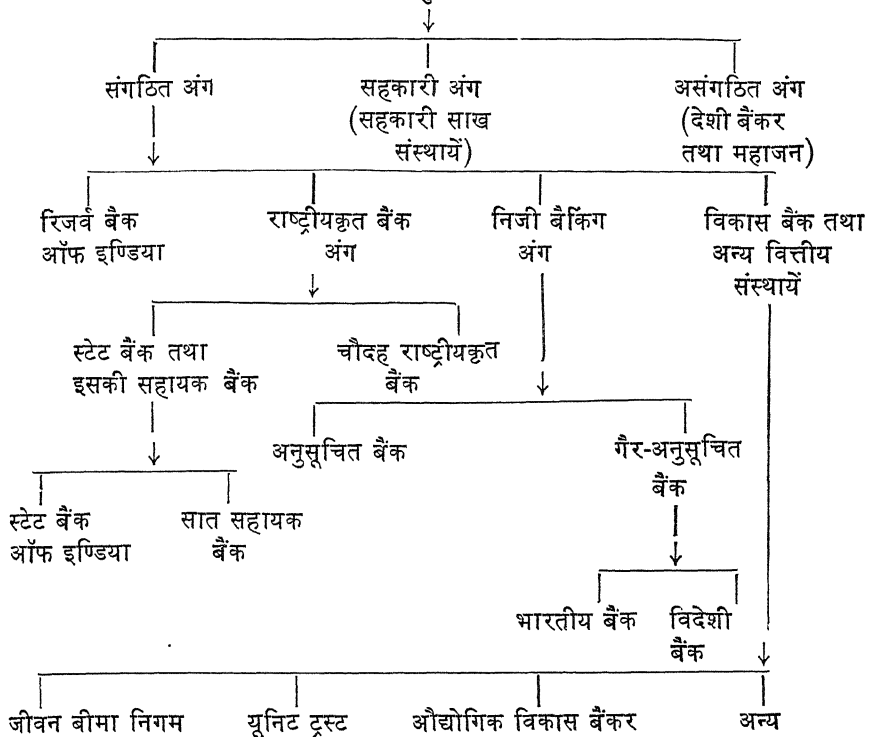 संगठित अंग सहकारी अंग असंगठित अंग
(सहकारी साख (देशी बैंकर
संस्थायें) तथा महाजन)
रिजर्व बैक राष्ट्रीयकृत बैंक निजी बैकिंग विकास बैंक तथा
ऑफ इण्डिया अंग अंग अन्य वित्तीय
संस्थायें
स्टेट बैंक तथा चौदह राष्ट्रीयकृत
इसकी सहायक बैंक बैंक
अनुसूचित बैंक गैर-अनुसूचित
बैंक
स्टेट बैंक सात सहायक
ऑफ इण्डिया बैंक
भारतीय बैंक विदेशी
बैंक
जीवन बीमा निगम यूनिट ट्रस्ट औद्योगिक विकास बैंकर अन्य